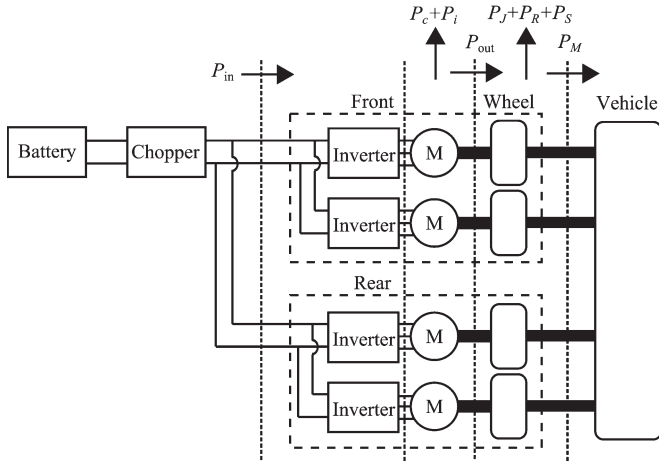 P_c+P_i
P_J+P_R+P_S
P_in
P_out
P_M
Front
Wheel
Vehicle
Battery
Chopper
Inverter
M
Inverter
M
Rear
Inverter
M
Inverter
M